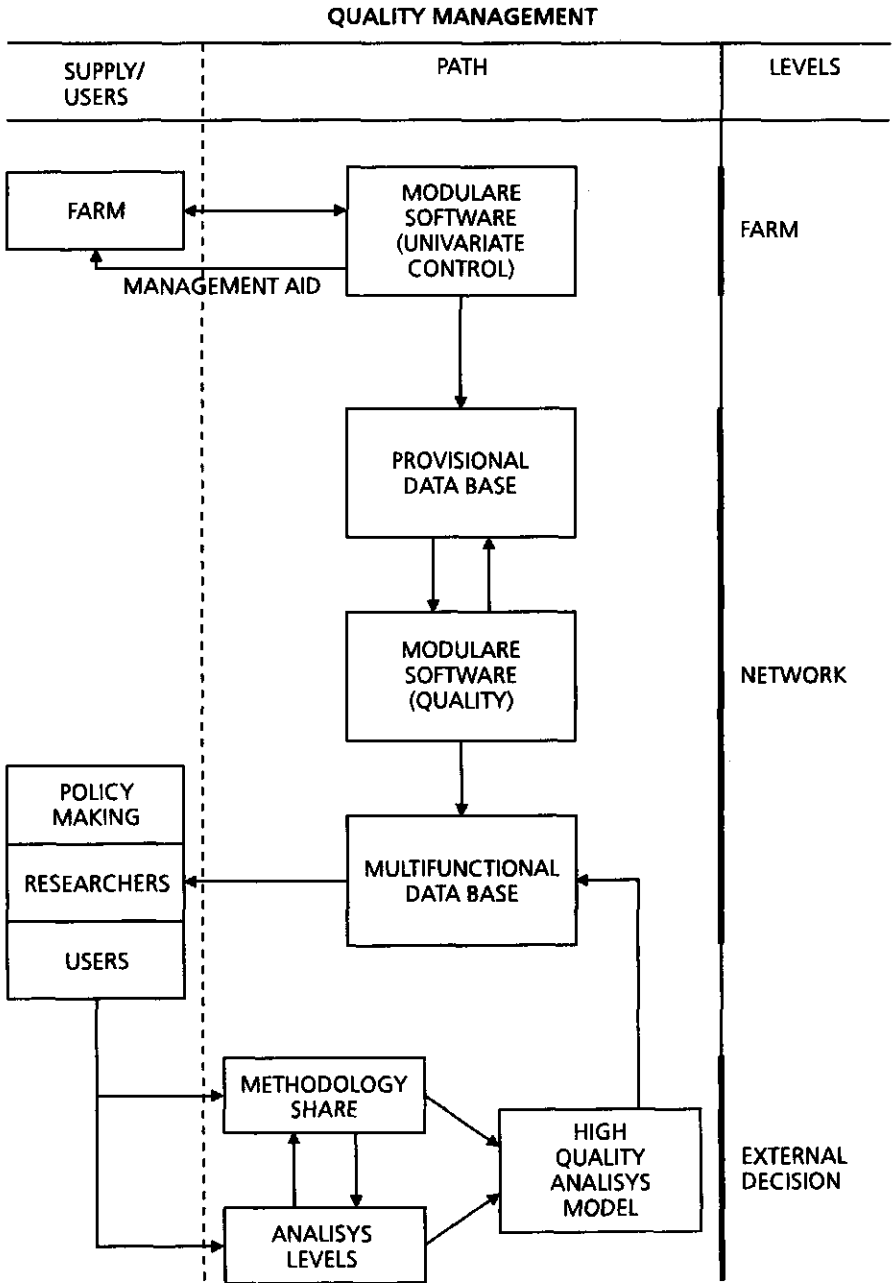 QUALITY MANAGEMENT
SUPPLY/
USERS
PATH
LEVELS
FARM
MODULARE
SOFTWARE
(UNIVARIATE
CONTROL)
FARM
MANAGEMENT AID
PROVISIONAL
DATA BASE
MODULARE
SOFTWARE
(QUALITY)
NETWORK
POLICY
MAKING
RESEARCHERS
USERS
MULTIFUNCTIONAL
DATA BASE
METHODOLOGY
SHARE
HIGH
QUALITY
ANALISYS
MODEL
EXTERNAL
DECISION
ANALISYS
LEVELS